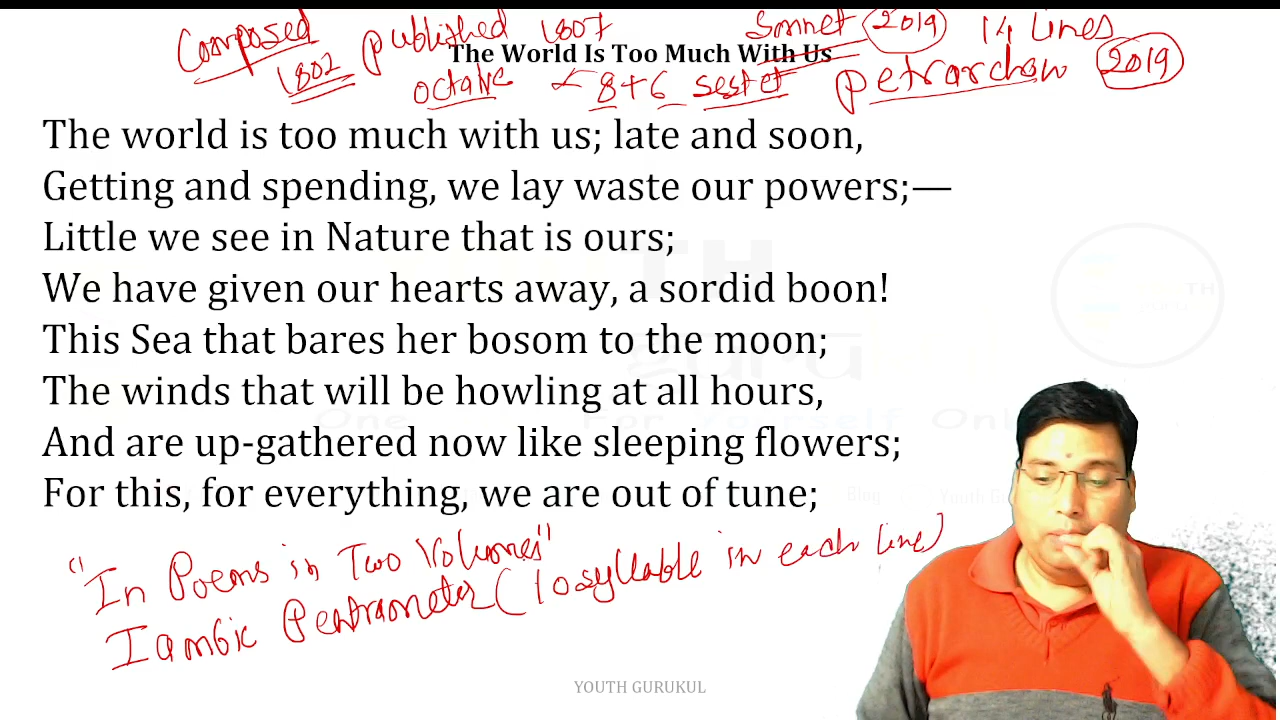 Composed published 1807 Sonnet 2019 14 lines
The World Is Too Much With Us
1802 octave < 8+6 sestet petrarchan 2019
The world is too much with us; late and soon,
Getting and spending, we lay waste our powers;—
Little we see in Nature that is ours;
We have given our hearts away, a sordid boon!
This Sea that bares her bosom to the moon;
The winds that will be howling at all hours,
And are up-gathered now like sleeping flowers;
For this, for everything, we are out of tune;
"In Poems in Two Volumes"
Iambic Pentrameter (10 syllable in each line)
YOUTH GURUKUL